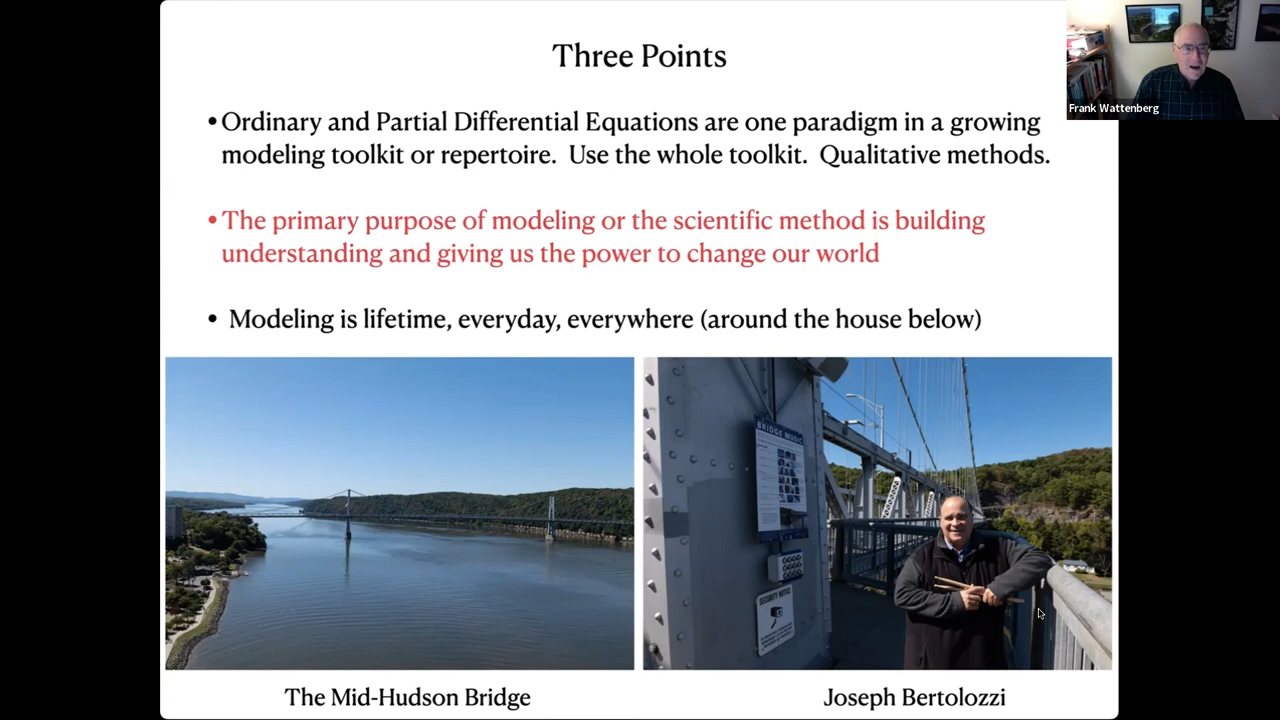 Three Points
• Ordinary and Partial Differential Equations are one paradigm in a growing
modeling toolkit or repertoire.  Use the whole toolkit.  Qualitative methods.
• The primary purpose of modeling or the scientific method is building
understanding and giving us the power to change our world
• Modeling is lifetime, everyday, everywhere (around the house below)
Frank Wattenberg
BRIDGE MUSIC
SECURITY NOTICE
The Mid-Hudson Bridge
Joseph Bertolozzi